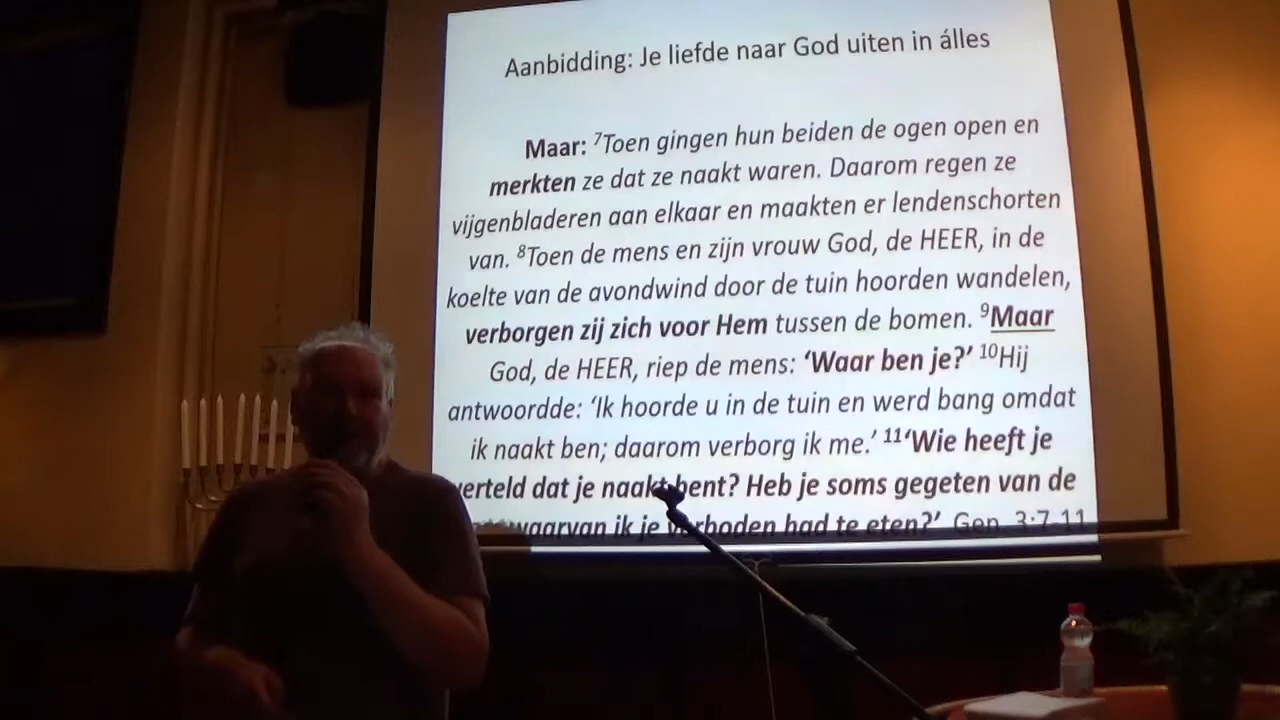 Aanbidding: Je liefde naar God uiten in álles
Maar: ⁷Toen gingen hun beiden de ogen open en
merkten ze dat ze naakt waren. Daarom regen ze
vijgenbladeren aan elkaar en maakten er lendenschorten
van. ⁸Toen de mens en zijn vrouw God, de HEER, in de
koelte van de avondwind door de tuin hoorden wandelen,
verborgen zij zich voor Hem tussen de bomen. ⁹Maar
God, de HEER, riep de mens: ‘Waar ben je?’ ¹⁰Hij
antwoordde: ‘Ik hoorde u in de tuin en werd bang omdat
ik naakt ben; daarom verborg ik me.’ ¹¹‘Wie heeft je
verteld dat je naakt bent? Heb je soms gegeten van de
waarvan ik je verboden had te eten?’ Gen. 3:7-11